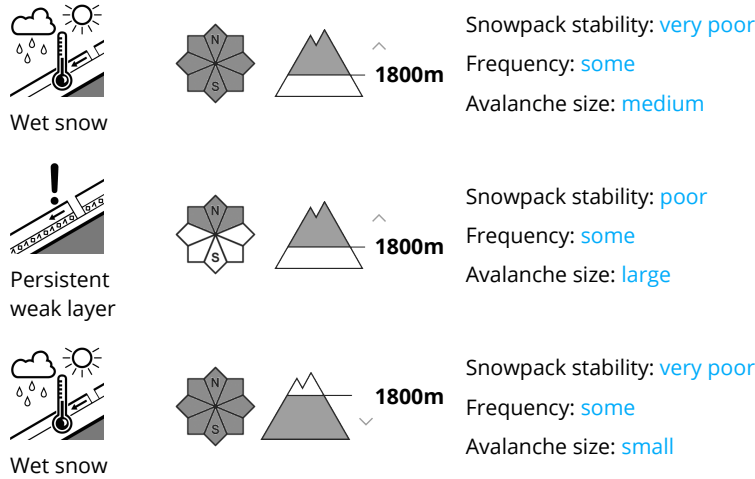 N
S
1800m
Snowpack stability: very poor
Frequency: some
Avalanche size: medium
Wet snow
N
S
1800m
Snowpack stability: poor
Frequency: some
Avalanche size: large
Persistent
weak layer
N
S
1800m
Snowpack stability: very poor
Frequency: some
Avalanche size: small
Wet snow